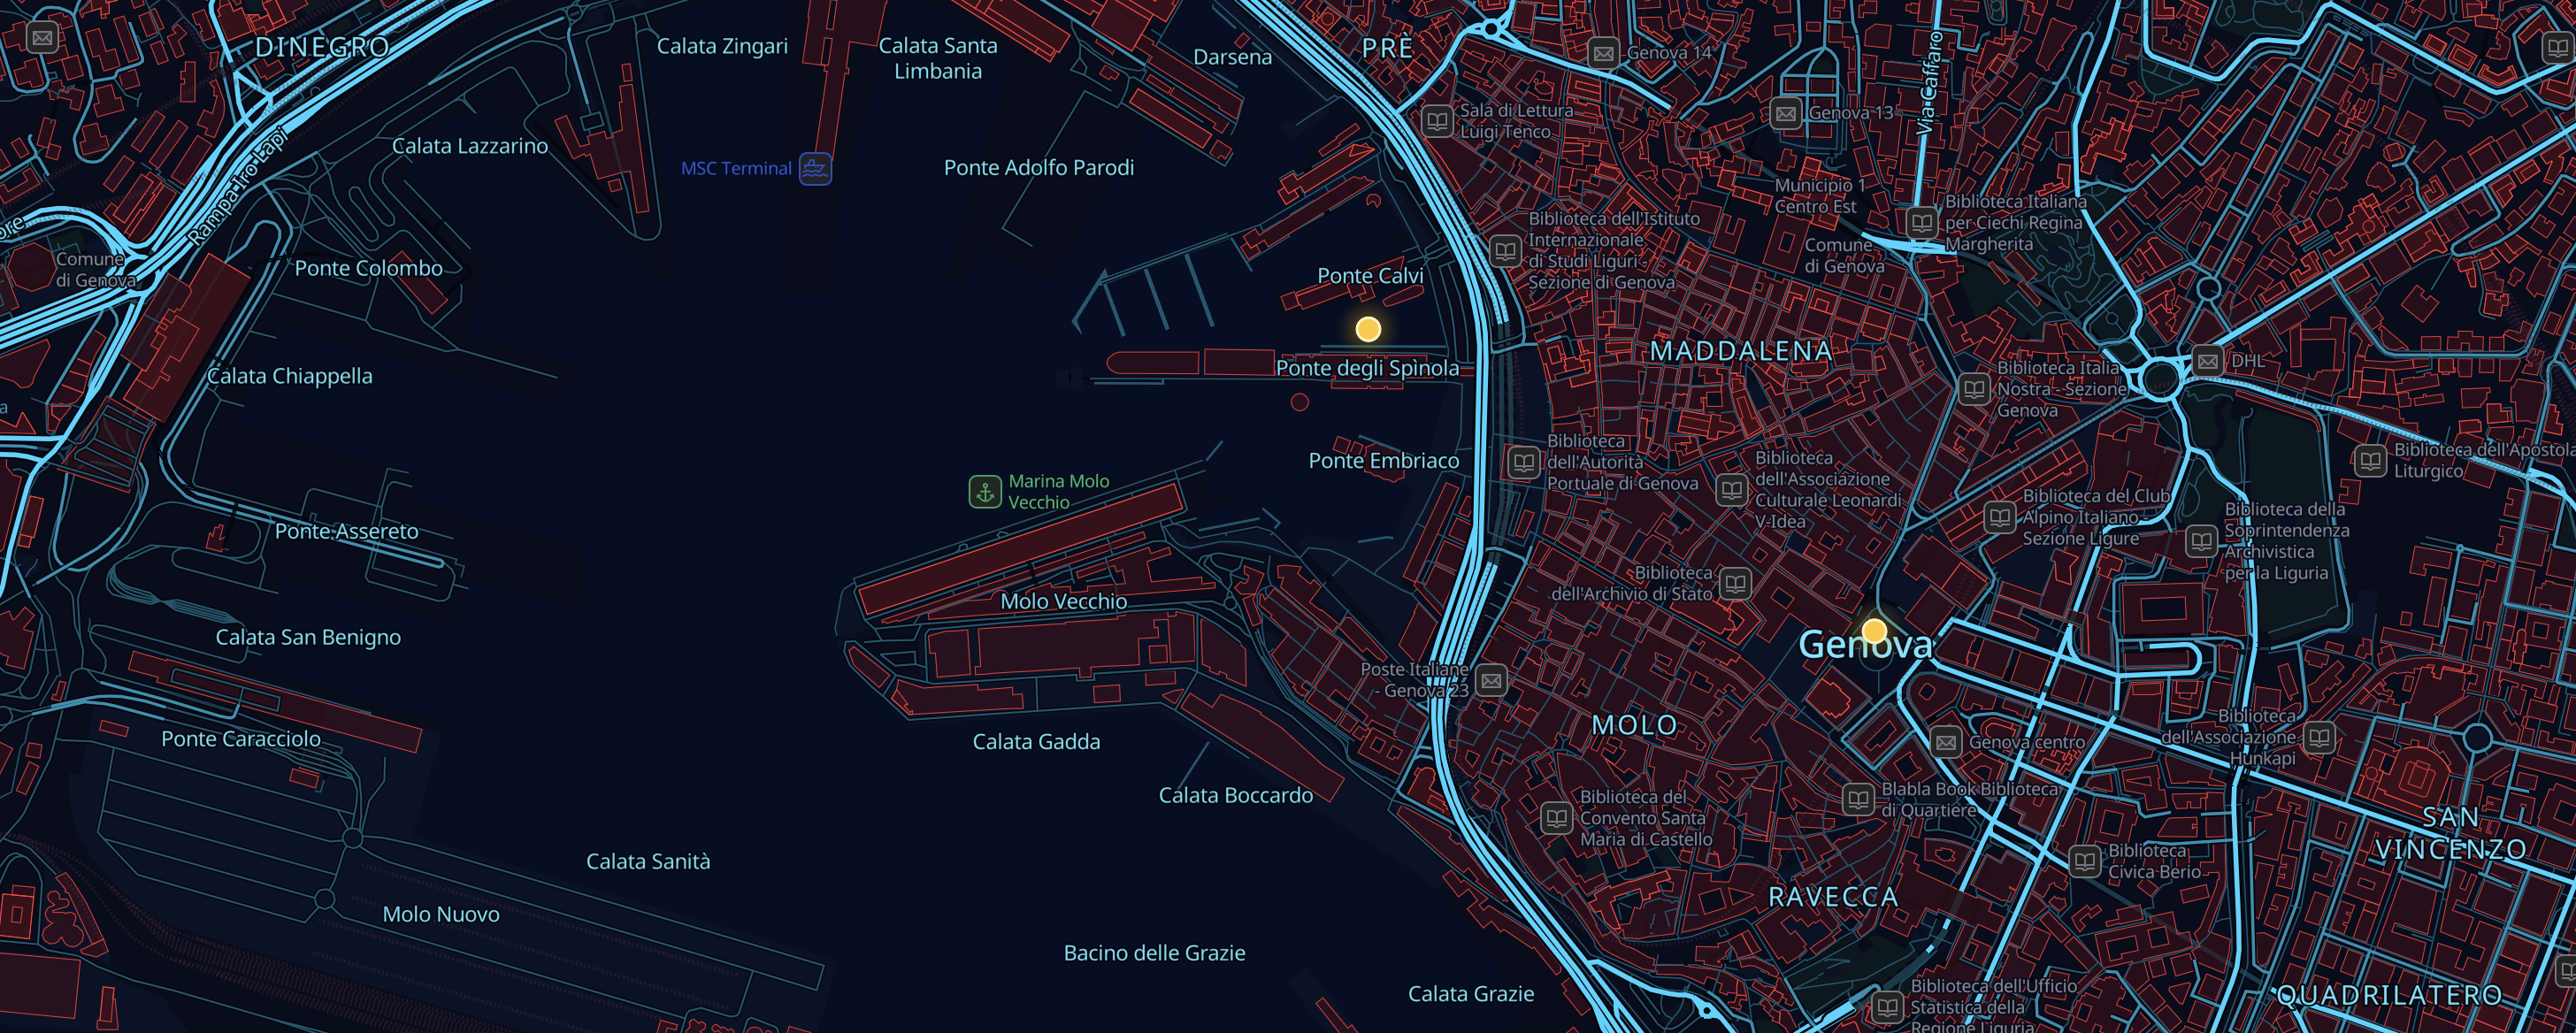 DINEGRO
Calata Zingari
Calata Santa
Limbania
Darsena
PRÈ
Genova 14
Via Caffaro
Sala di Lettura
Luigi Tenco
Genova 13
Calata Lazzarino
MSC Terminal
Ponte Adolfo Parodi
Rampa Iro Lapi
Municipio 1
Centro Est
Biblioteca Italiana
per Ciechi Regina
Margherita
Biblioteca dell'Istituto
Internazionale
di Studi Liguri -
Sezione di Genova
Comune
di Genova
Comune
di Genova
Ponte Colombo
Ponte Calvi
MADDALENA
Calata Chiappella
Ponte degli Spinola
DHL
Biblioteca Italia
Nostra - Sezione
Genova
Ponte Embriaco
Biblioteca
dell'Autorità
Portuale di Genova
Biblioteca
dell'Associazione
Culturale Leonardi
V-Idea
Biblioteca dell'Apostola
Liturgico
Marina Molo
Vecchio
Biblioteca del Club
Alpino Italiano -
Sezione Ligure
Biblioteca della
Soprintendenza
Archivistica
per la Liguria
Ponte Assereto
Biblioteca
dell'Archivio di Stato
Molo Vecchio
Calata San Benigno
Genova
Poste Italiane
- Genova 23
MOLO
Biblioteca
dell'Associazione
Hunkapi
Genova centro
Ponte Caracciolo
Calata Gadda
Calata Boccardo
Blabla Book Biblioteca
di Quartiere
Biblioteca del
Convento Santa
Maria di Castello
SAN
VINCENZO
Calata Sanità
Biblioteca
Civica Berio
RAVECCA
Molo Nuovo
Bacino delle Grazie
Calata Grazie
Biblioteca dell'Ufficio
Statistica della
Regione Liguria
QUADRILATERO